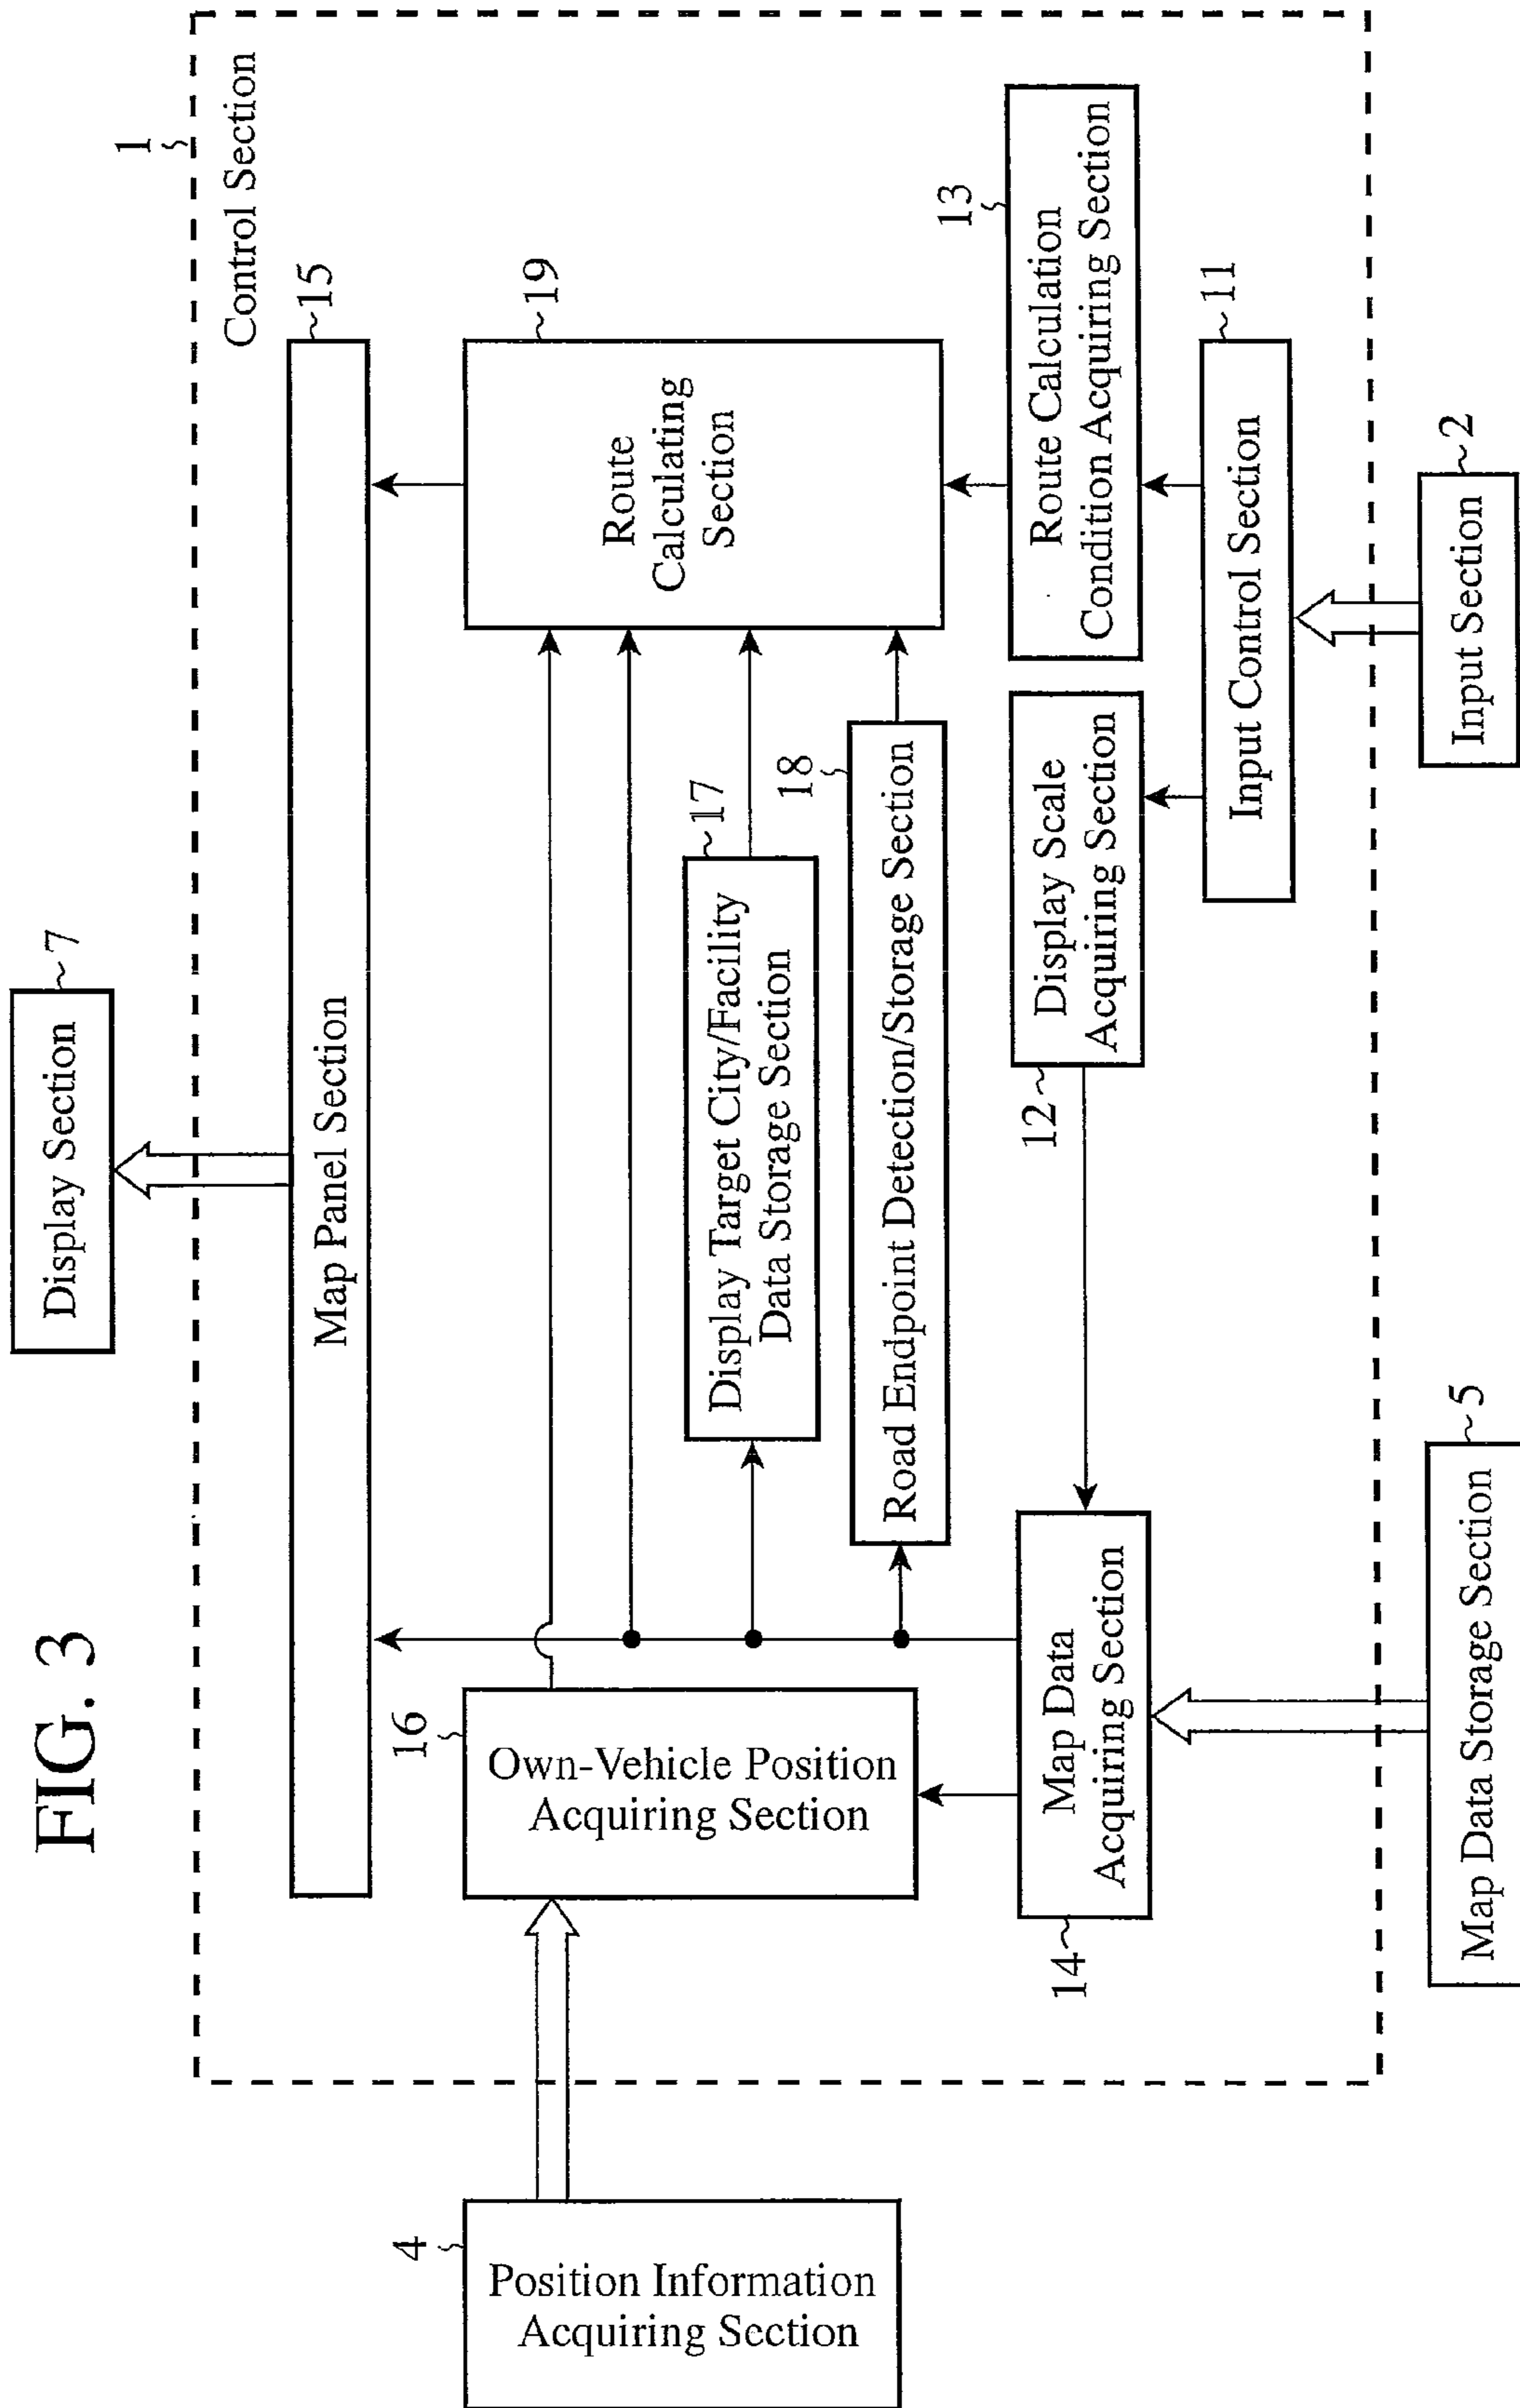 FIG. 3
Display Section
7
1
Control Section
Map Panel Section
15
Position Information
Acquiring Section
4
Own-Vehicle Position
Acquiring Section
16
Route
Calculating
Section
19
Display Target City/Facility
Data Storage Section
17
Road Endpoint Detection/Storage Section
18
Map Data
Acquiring Section
14
Display Scale
Acquiring Section
12
Route Calculation
Condition Acquiring Section
13
Input Control Section
11
Map Data Storage Section
5
Input Section
2